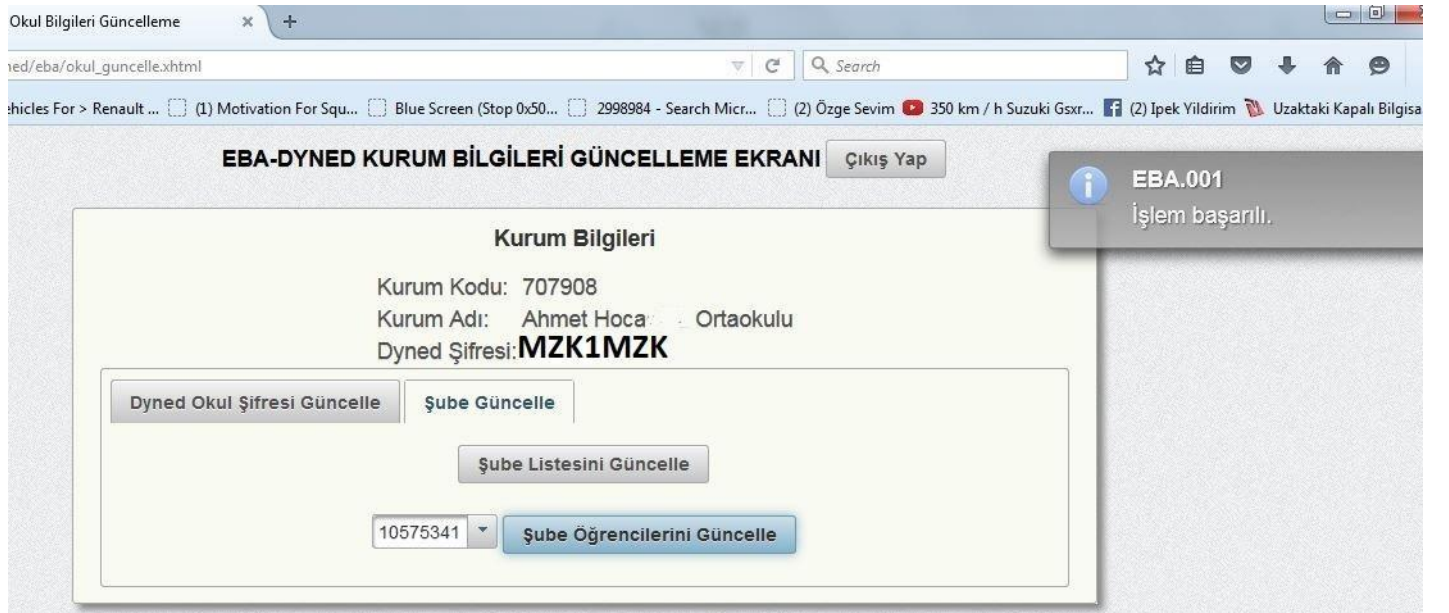 Okul Bilgileri Güncelleme × +
ned/eba/okul_guncelle.xhtml Search
ehicles For > Renault ... (1) Motivation For Squ... Blue Screen (Stop 0x50... 2998984 - Search Micr... (2) Özge Sevim 350 km / h Suzuki Gsxr... (2) Ipek Yildirim Uzaktaki Kapalı Bilgisa
EBA-DYNED KURUM BİLGİLERİ GÜNCELLEME EKRANI Çıkış Yap
EBA.001
İşlem başarılı.
Kurum Bilgileri
Kurum Kodu: 707908
Kurum Adı: Ahmet Hoca Ortaokulu
Dyned Şifresi:MZK1MZK
Dyned Okul Şifresi Güncelle Şube Güncelle
Şube Listesini Güncelle
10575341 Şube Öğrencilerini Güncelle